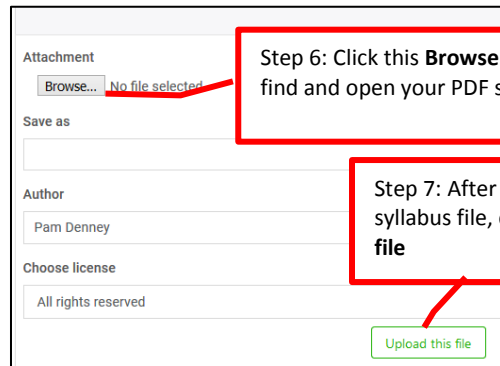 Attachment
Step 6: Click this Browse
Browse... No file selected
find and open your PDF s
Save as
Author
Step 7: After
Pam Denney
syllabus file,
file
Choose license
All rights reserved
Upload this file